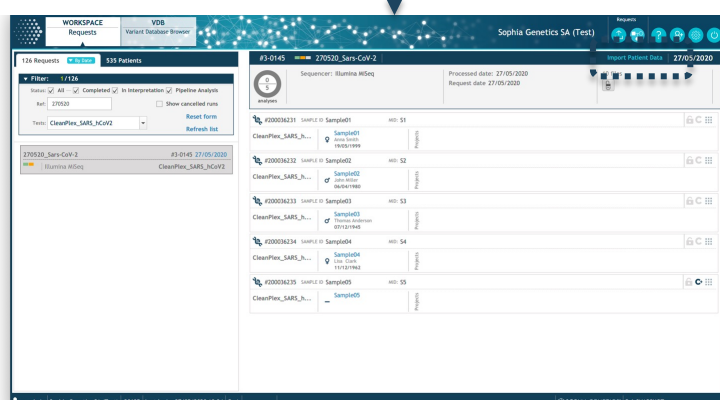 WORKSPACE
Requests
VDB
Variant Database Browser
Sophia Genetics SA (Test)
Requests
126 Requests By Date 535 Patients
Filter: 1/126
Status: All Completed In Interpretation Pipeline Analysis
Ref: 270520 Show cancelled runs
Tests: CleanPlex_SARS_hCoV2
Reset form
Refresh list
270520_Sars-CoV-2 #3-0145 27/05/2020
Illumina MiSeq CleanPlex_SARS_hCoV2
#3-0145 270520_Sars-CoV-2 Import Patient Data 27/05/2020
0
5
analyses
Sequencer: Illumina MiSeq
Processed date: 27/05/2020
Request date 27/05/2020
#200036231 SAMPLE ID Sample01 MID: S1
CleanPlex_SARS_h...
Sample01
Anna Smith
19/05/1999
Projects
#200036232 SAMPLE ID Sample02 MID: S2
CleanPlex_SARS_h...
Sample02
John Miller
06/04/1980
Projects
#200036233 SAMPLE ID Sample03 MID: S3
CleanPlex_SARS_h...
Sample03
Thomas Anderson
07/12/1945
Projects
#200036234 SAMPLE ID Sample04 MID: S4
CleanPlex_SARS_h...
Sample04
Lisa Clark
11/12/1962
Projects
#200036235 SAMPLE ID Sample05 MID: S5
CleanPlex_SARS_h...
Sample05
Projects